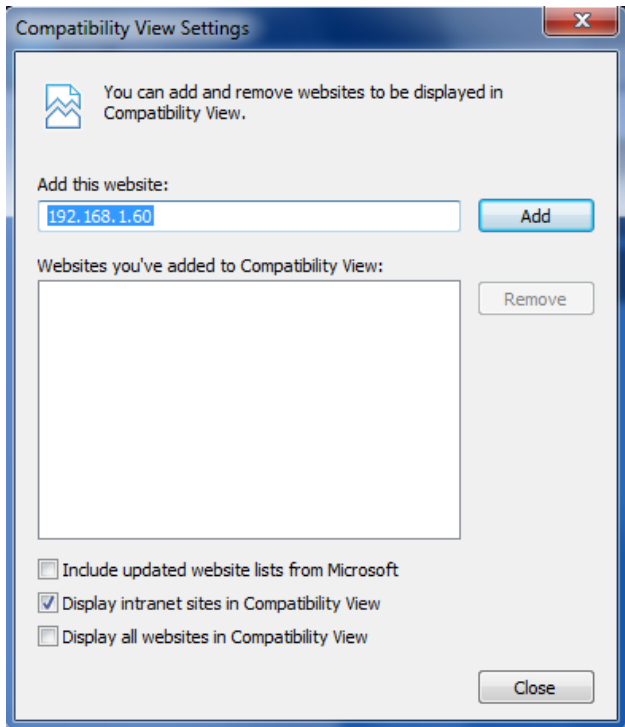 Compatibility View Settings
You can add and remove websites to be displayed in
Compatibility View.
Add this website:
192.168.1.60
Add
Websites you've added to Compatibility View:
Remove
Include updated website lists from Microsoft
Display intranet sites in Compatibility View
Display all websites in Compatibility View
Close